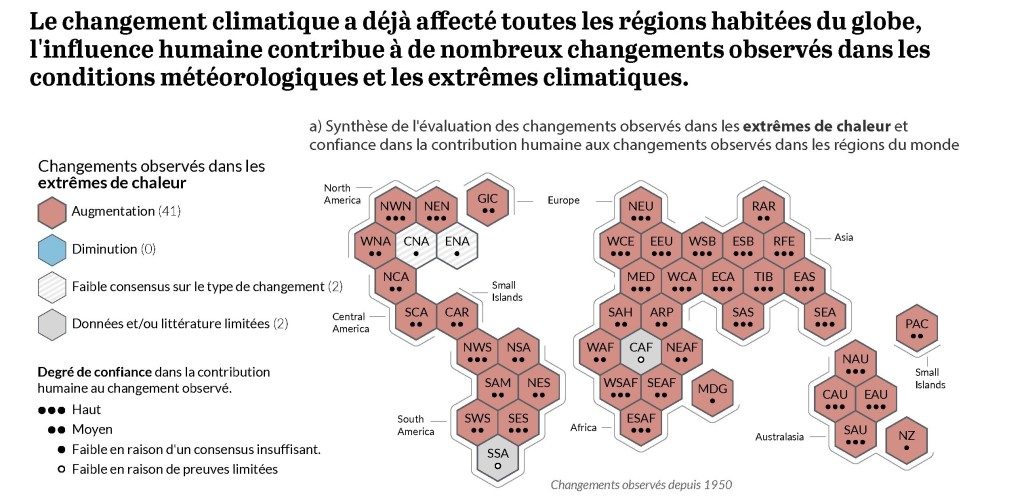 Le changement climatique a déjà affecté toutes les régions habitées du globe,
l'influence humaine contribue à de nombreux changements observés dans les
conditions météorologiques et les extrêmes climatiques.
a) Synthèse de l'évaluation des changements observés dans les extrêmes de chaleur et
confiance dans la contribution humaine aux changements observés dans les régions du monde
Changements observés dans les
extrêmes de chaleur
Augmentation (41)
Diminution (0)
Faible consensus sur le type de changement (2)
Données et/ou littérature limitées (2)
Degré de confiance dans la contribution
humaine au changement observé.
Haut
Moyen
Faible en raison d'un consensus insuffisant.
Faible en raison de preuves limitées
North
America
NWN NEN GIC
WNA CNA ENA
NCA
Small
Islands
Central
America
SCA CAR
NWS NSA
SAM NES
South
America
SWS SES
SSA
Europe
NEU RAR
WCE EEU WSB ESB RFE
Asia
MED WCA ECA TIB EAS
SAH ARP SAS SEA
WAF CAF NEAF
WSAF SEAF MDG
Africa
ESAF
PAC
Small
Islands
NAU
CAU EAU
Australasia
SAU NZ
Changements observés depuis 1950